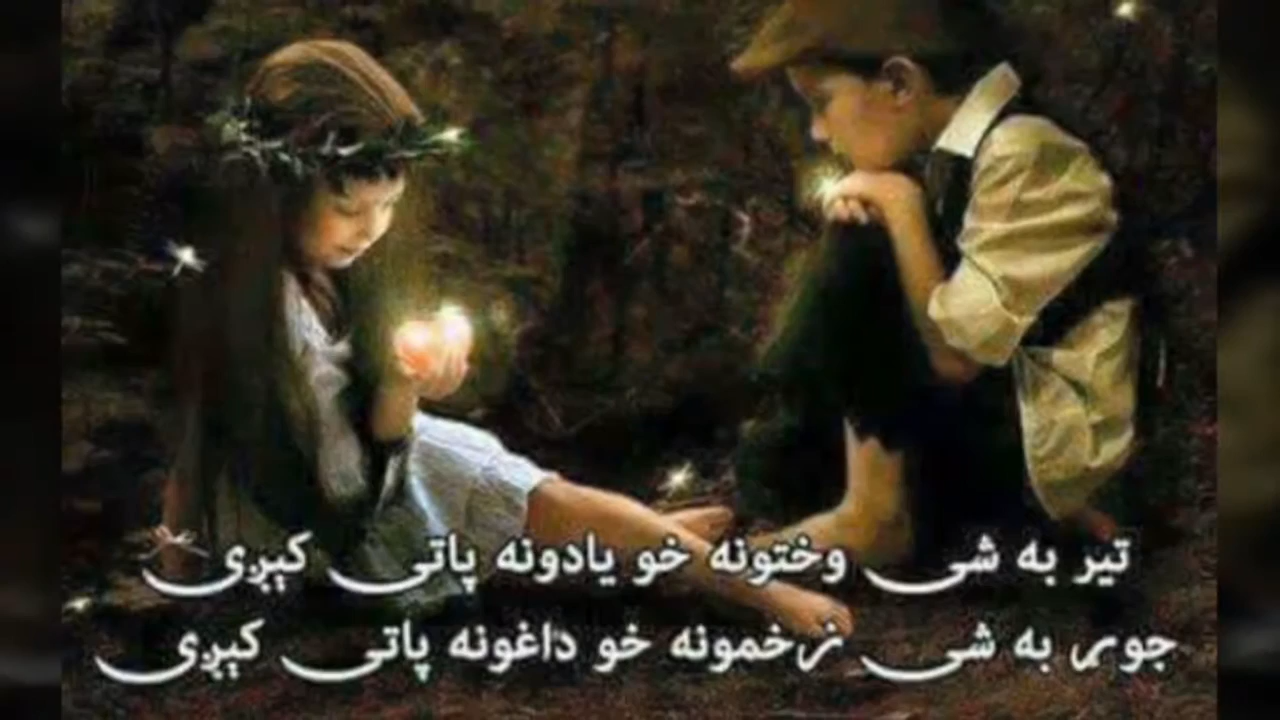 تیر به شی وختونه خو یادونه پاتی کیږی
جوړ به شی زخمونه خو داغونه پاتی کیږی